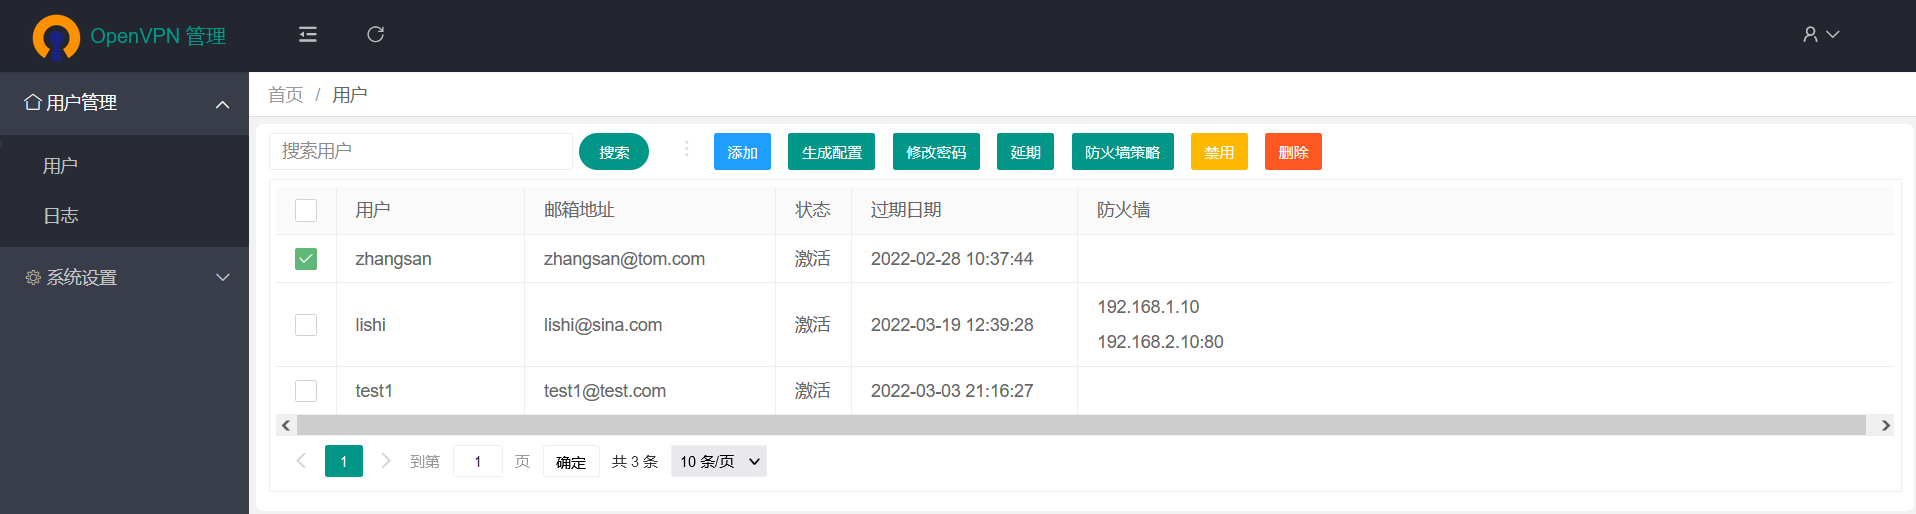 OpenVPN 管理
用户管理
用户
日志
系统设置
首页 / 用户
搜索用户 搜索 添加 生成配置 修改密码 延期 防火墙策略 禁用 删除
用户 邮箱地址 状态 过期日期 防火墙
zhangsan zhangsan@tom.com 激活 2022-02-28 10:37:44
lishi lishi@sina.com 激活 2022-03-19 12:39:28 192.168.1.10
192.168.2.10:80
test1 test1@test.com 激活 2022-03-03 21:16:27
1 到第 1 页 确定 共 3 条 10 条/页